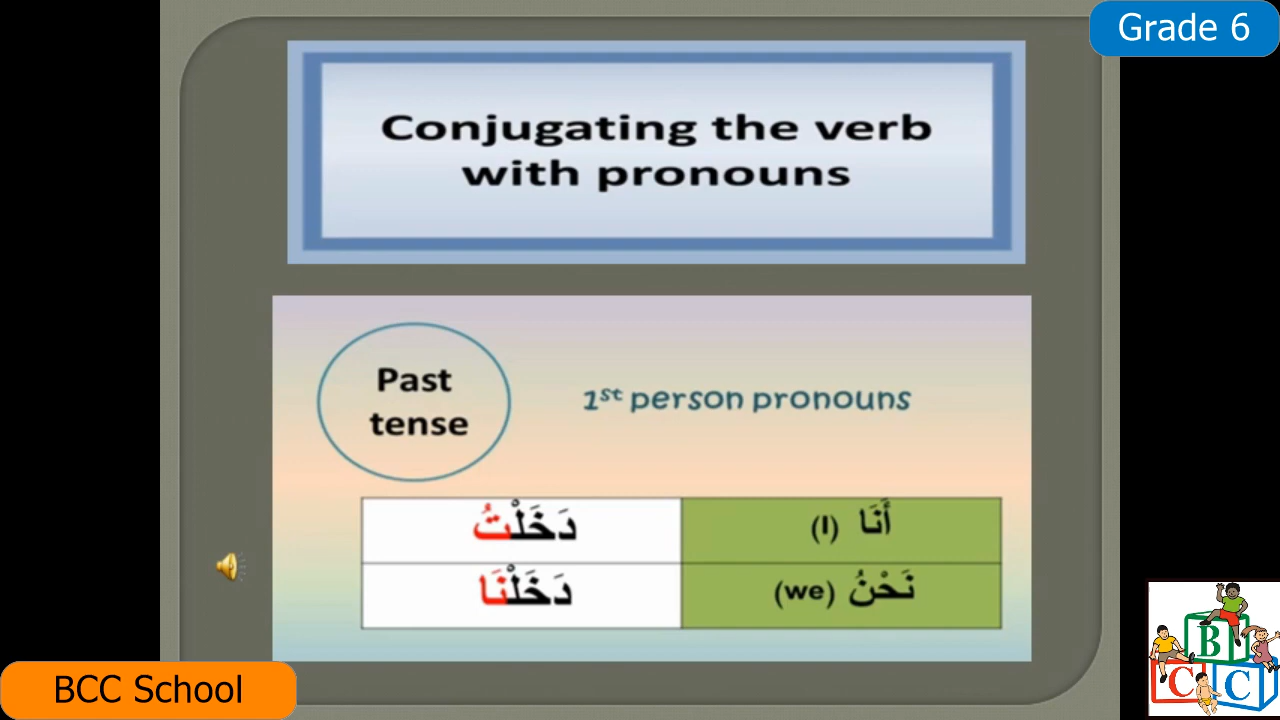 Grade 6
Conjugating the verb
with pronouns
Past
tense
1st person pronouns
أَنَا (I) دَخَلْتُ
نَحْنُ (we) دَخَلْنَا
BCC School
B
C C